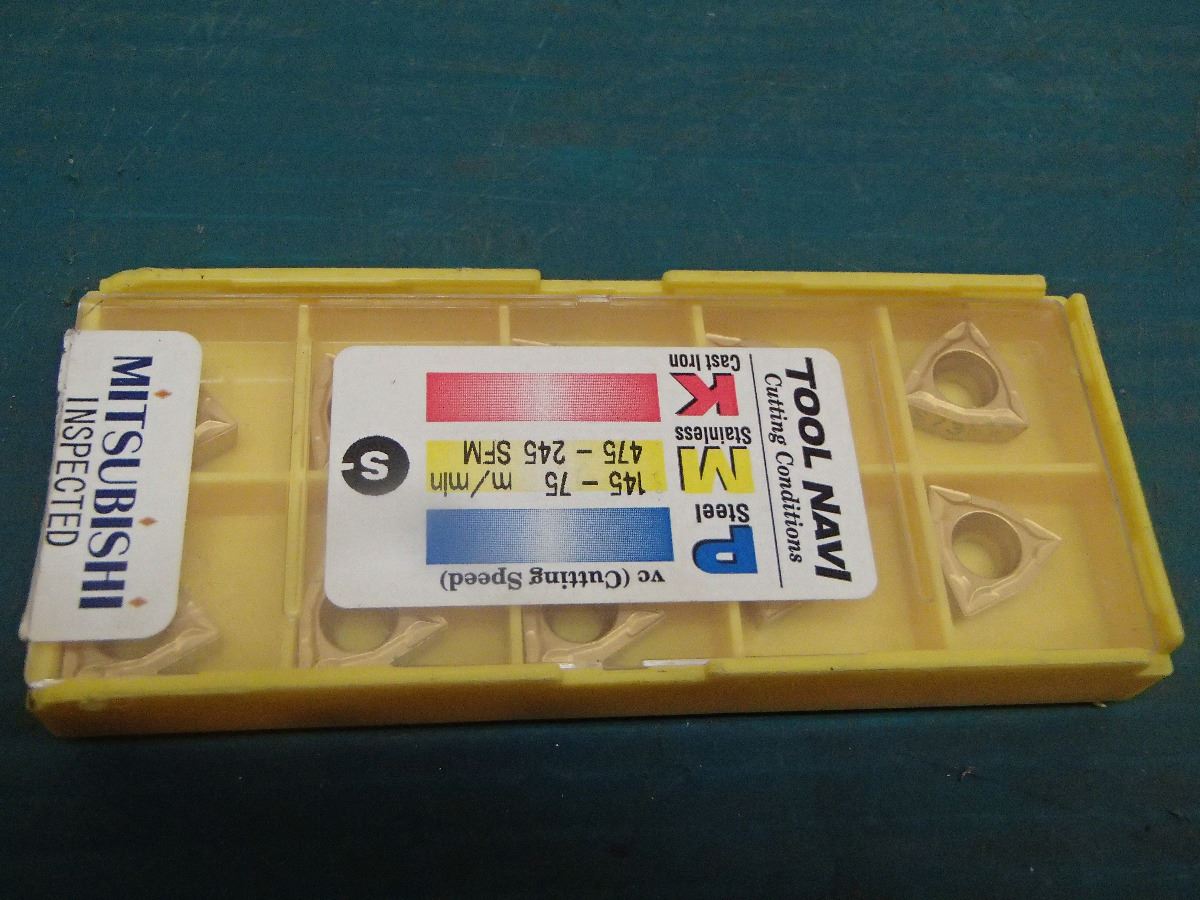 MITSUBISHI
INSPECTED
TOOL NAVI
Cutting Conditions
vc (Cutting Speed)
P
Steel
M
Stainless
145 - 75 m/min
475 - 245 SFM
K
Cast Iron
S